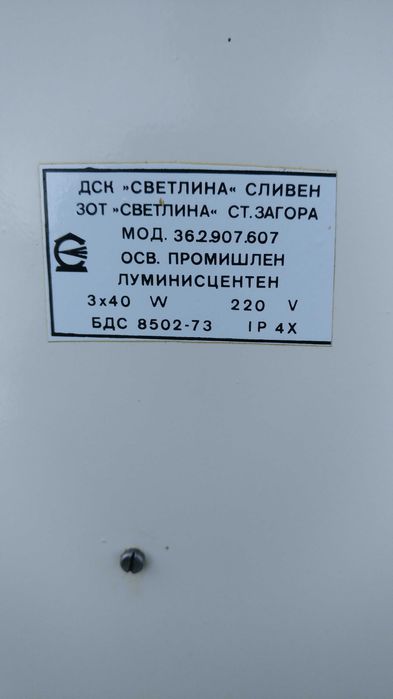 ДСК »СВЕТЛИНА« СЛИВЕН
ЗОТ »СВЕТЛИНА« СТ. ЗАГОРА
МОД. 362.907.607
ОСВ. ПРОМИШЛЕН
ЛУМИНИСЦЕНТЕН
3x40 W 220 V
БДС 8502-73 IP 4X